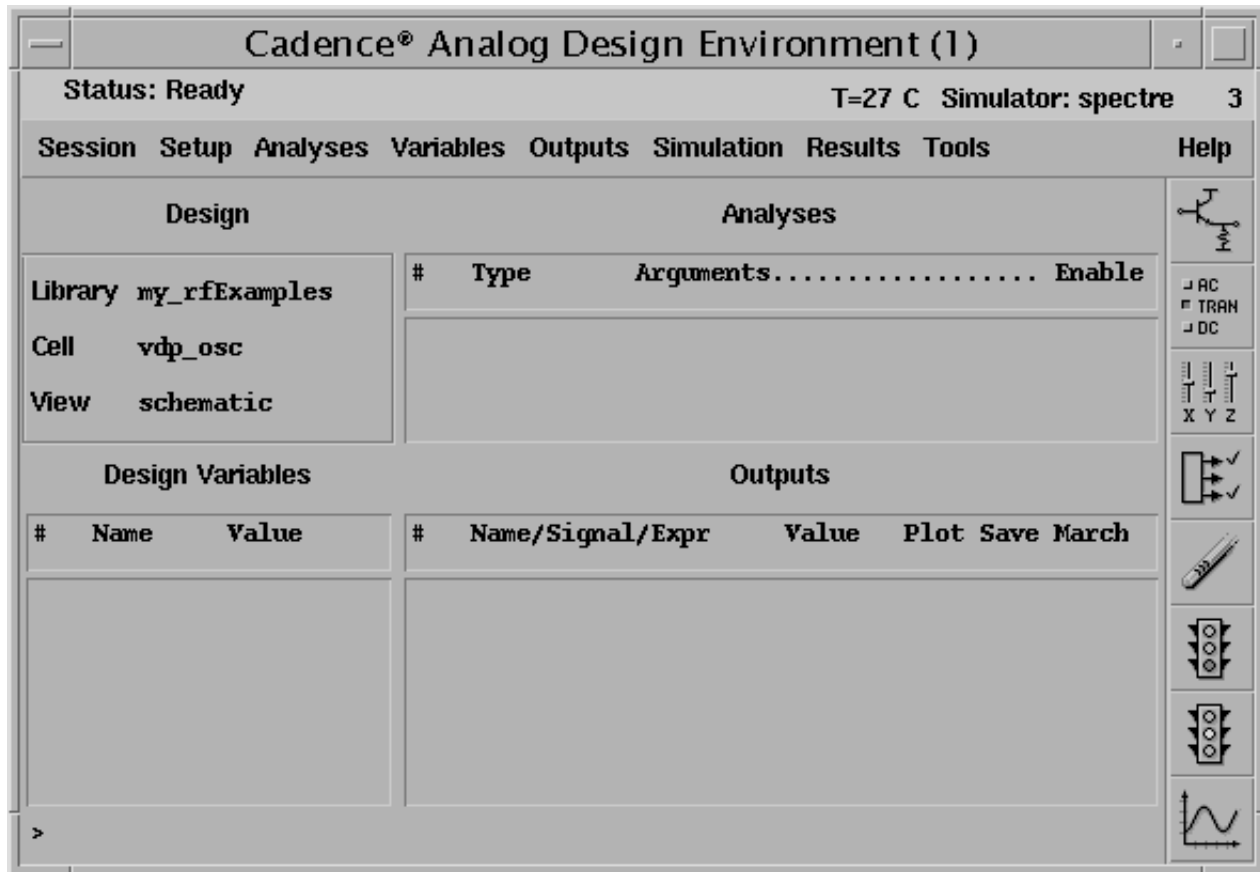 Cadence® Analog Design Environment (1)
Status: Ready T=27 C Simulator: spectre 3
Session Setup Analyses Variables Outputs Simulation Results Tools Help
Design Analyses
# Type Arguments.................. Enable
Library my_rfExamples
Cell vdp_osc
View schematic
AC
TRAN
DC
X Y Z
Design Variables Outputs
# Name Value # Name/Signal/Expr Value Plot Save March
>